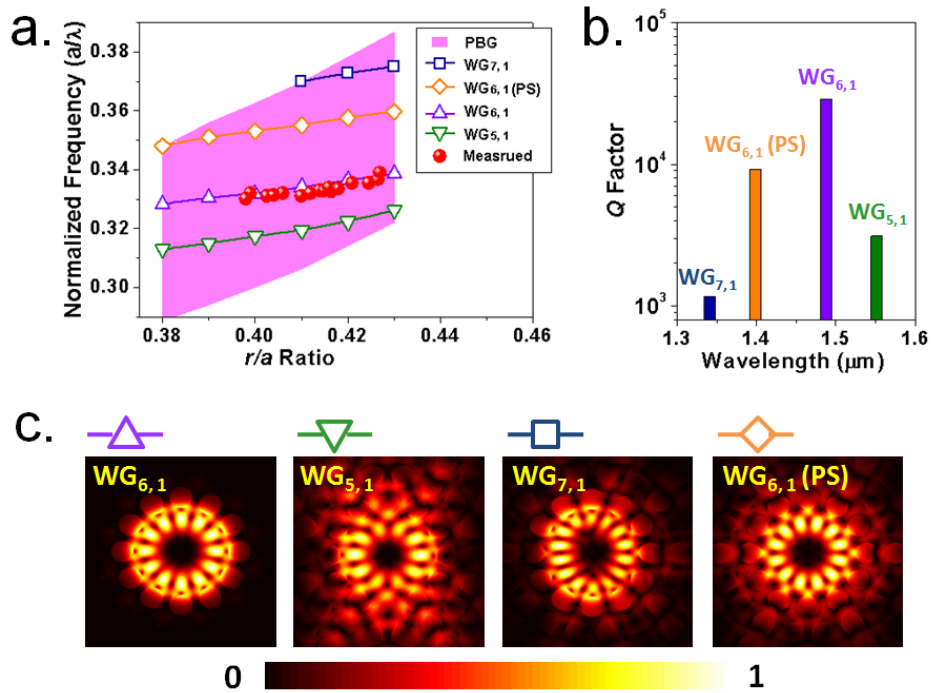 a.
Normalized Frequency (a/λ)
0.38
0.36
0.34
0.32
0.30
0.38 0.40 0.42 0.44 0.46
r/a Ratio
PBG
WG7,1
WG6,1 (PS)
WG6,1
WG5,1
Measrued
b.
Q Factor
10^5
10^4
10^3
WG6,1
WG6,1 (PS)
WG5,1
WG7,1
1.3 1.4 1.5 1.6
Wavelength (μm)
c.
WG6,1
WG5,1
WG7,1
WG6,1 (PS)
0 1